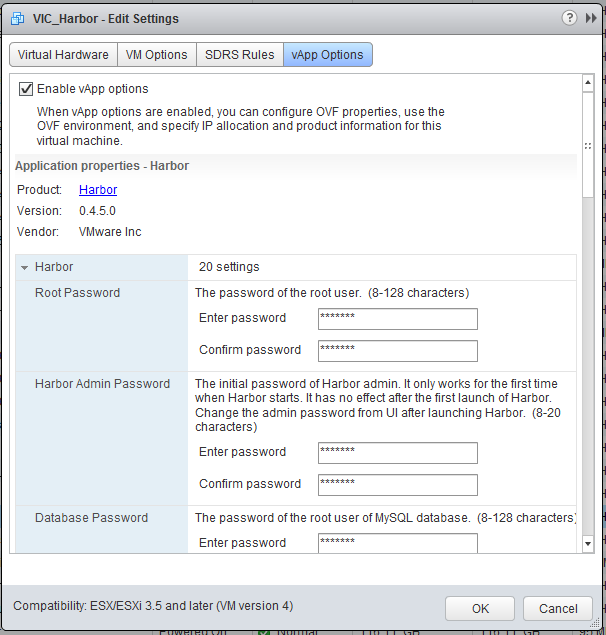 VIC_Harbor - Edit Settings
Virtual Hardware VM Options SDRS Rules vApp Options
Enable vApp options
When vApp options are enabled, you can configure OVF properties, use the
OVF environment, and specify IP allocation and product information for this
virtual machine.
Application properties - Harbor
Product: Harbor
Version: 0.4.5.0
Vendor: VMware Inc
Harbor 20 settings
Root Password The password of the root user. (8-128 characters)
Enter password *******
Confirm password *******
Harbor Admin Password The initial password of Harbor admin. It only works for the first time
when Harbor starts. It has no effect after the first launch of Harbor.
Change the admin password from UI after launching Harbor. (8-20
characters)
Enter password *******
Confirm password *******
Database Password The password of the root user of MySQL database. (8-128 characters)
Enter password *******
Compatibility: ESX/ESXi 3.5 and later (VM version 4) OK Cancel